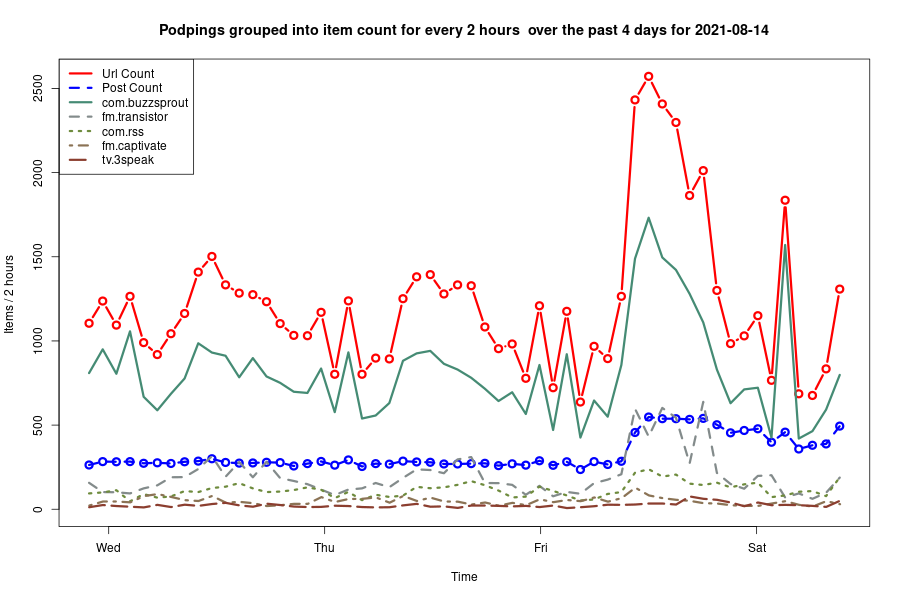 Podpings grouped into item count for every 2 hours  over the past 4 days for 2021-08-14
Url Count
Post Count
com.buzzsprout
fm.transistor
com.rss
fm.captivate
tv.3speak
Items / 2 hours
2500
2000
1500
1000
500
0
Wed
Thu
Fri
Sat
Time